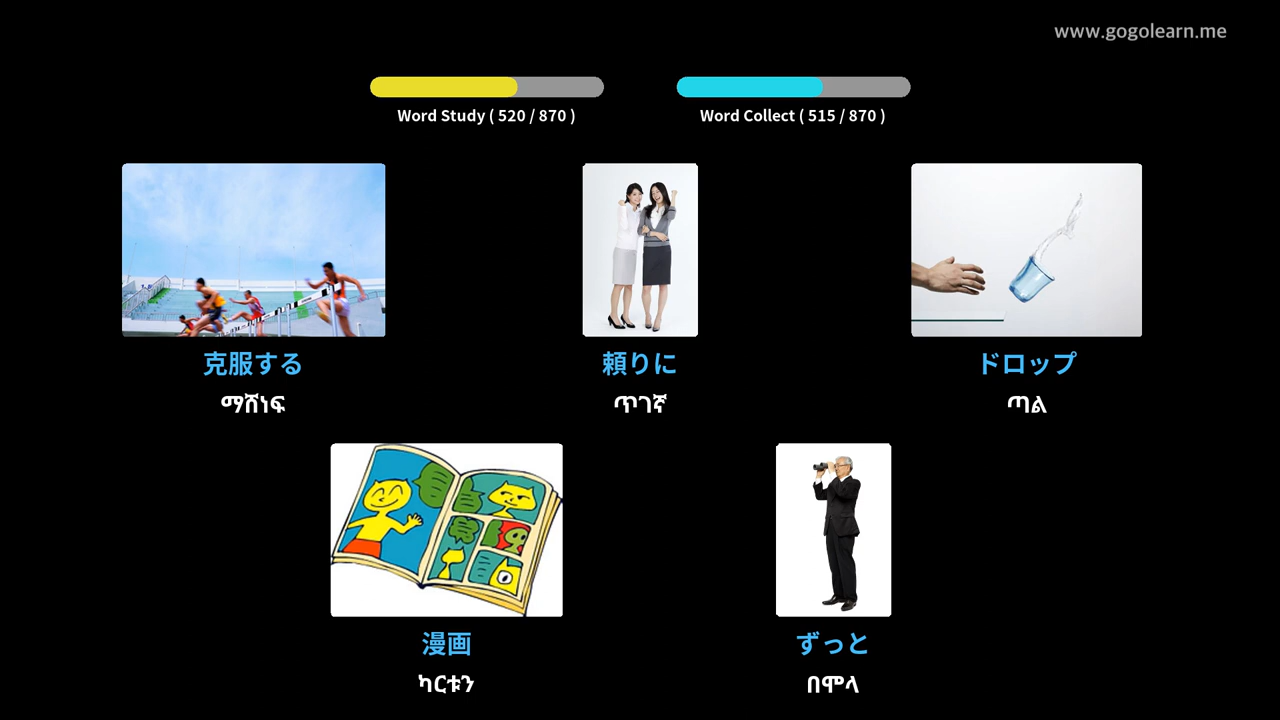 www.gogolearn.me
Word Study ( 520 / 870 )
Word Collect ( 515 / 870 )
克服する
ማሸነፍ
頼りに
ጥገኛ
ドロップ
ጣል
漫画
ካርቱን
ずっと
በሞላ